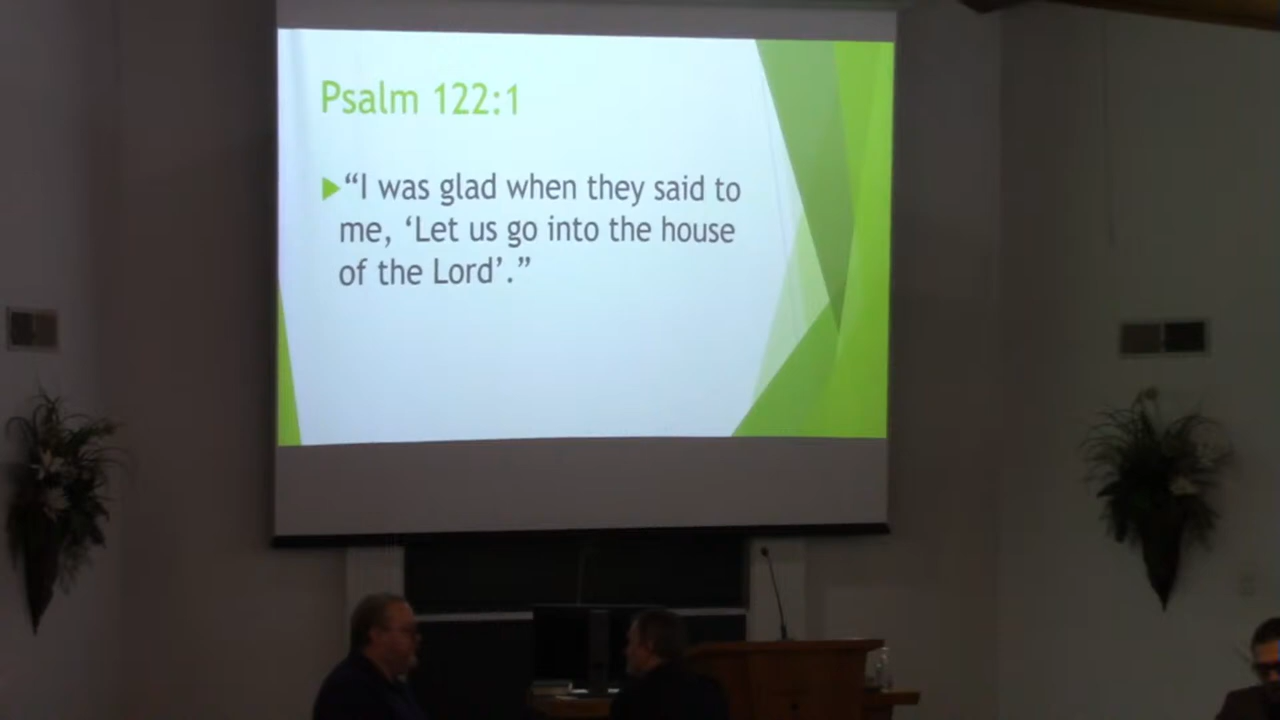 Psalm 122:1
“I was glad when they said to
me, ‘Let us go into the house
of the Lord’.”